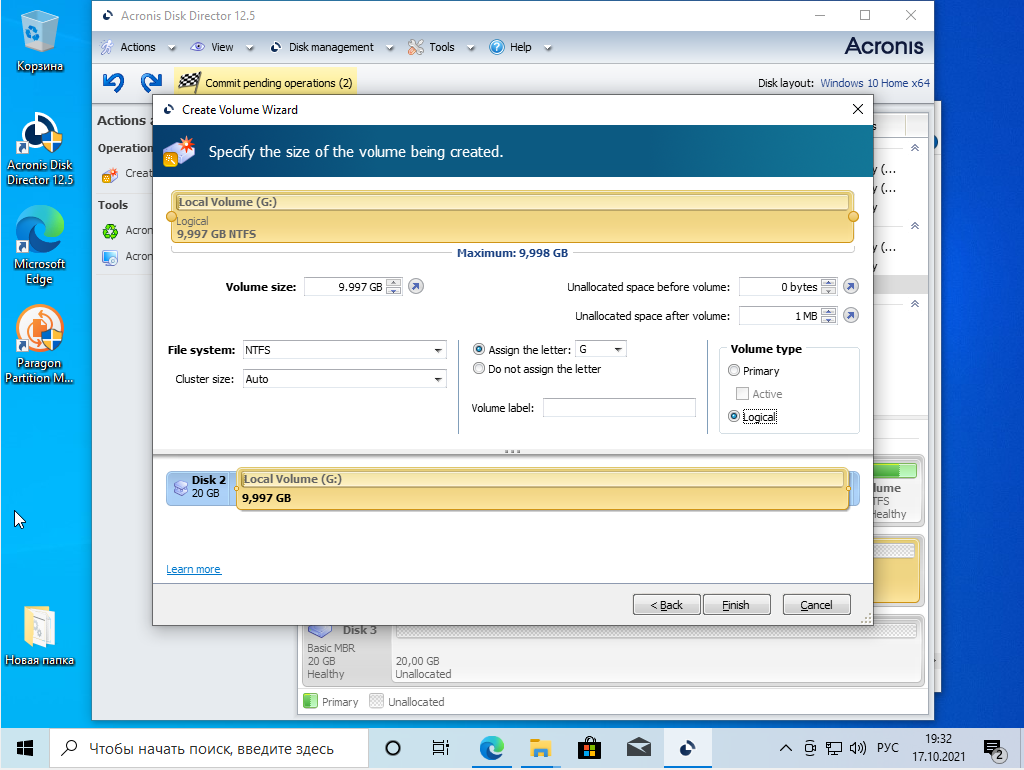 Корзина
Acronis Disk Director 12.5
Microsoft Edge
Paragon Partition M...
Новая папка
Acronis Disk Director 12.5
Actions
View
Disk management
Tools
Help
Acronis
Commit pending operations (2)
Disk layout: Windows 10 Home x64
Actions a
Operation
Creat
Tools
Acron
Acron
Create Volume Wizard
Specify the size of the volume being created.
Local Volume (G:)
Logical
9,997 GB NTFS
Maximum: 9,998 GB
Volume size: 9.997 GB
Unallocated space before volume: 0 bytes
Unallocated space after volume: 1 MB
File system: NTFS
Cluster size: Auto
Assign the letter: G
Do not assign the letter
Volume label:
Volume type
Primary
Active
Logical
Disk 2
20 GB
Local Volume (G:)
9,997 GB
Learn more
< Back
Finish
Cancel
s
y (...
y (...
y
y (...
y
lume
TFS
Healthy
Disk 3
Basic MBR
20 GB
Healthy
20,00 GB
Unallocated
Primary
Unallocated
Чтобы начать поиск, введите здесь
РУС
19:32
17.10.2021
2